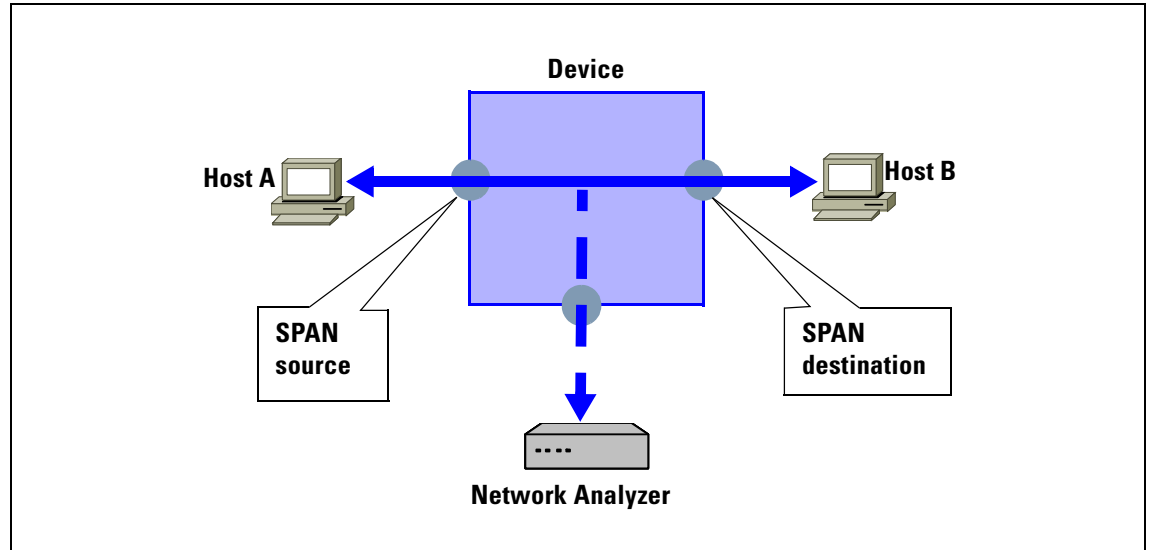 Device
Host A
Host B
SPAN
source
SPAN
destination
Network Analyzer